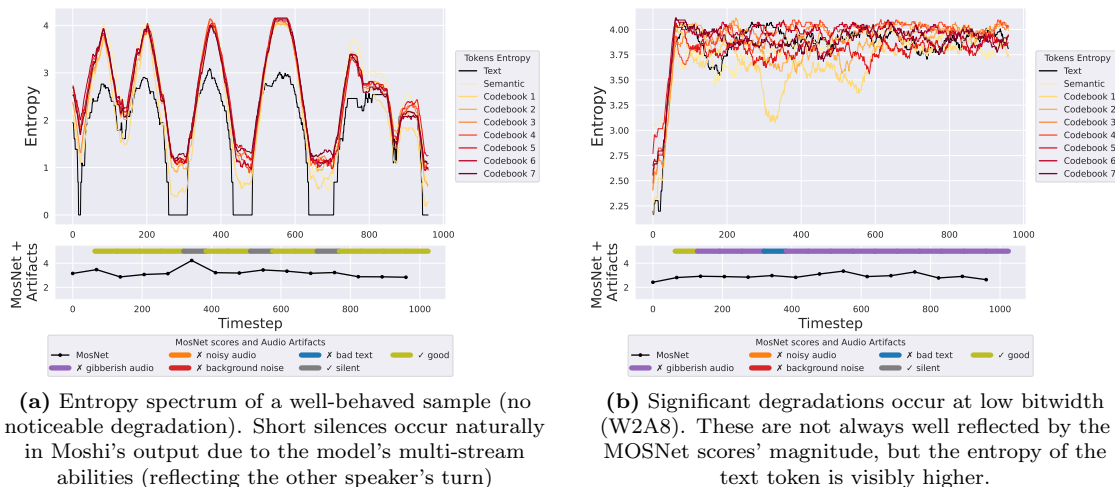 4
3
2
1
0
Entropy
0
200
400
600
800
1000
Tokens Entropy
Text
Semantic
Codebook 1
Codebook 2
Codebook 3
Codebook 4
Codebook 5
Codebook 6
Codebook 7
MosNet +
Artifacts
4
2
0
200
400
600
800
1000
Timestep
MosNet scores and Audio Artifacts
MosNet
✗ noisy audio
✗ bad text
✓ good
✗ gibberish audio
✗ background noise
✓ silent
(a) Entropy spectrum of a well-behaved sample (no
noticeable degradation). Short silences occur naturally
in Moshi's output due to the model's multi-stream
abilities (reflecting the other speaker's turn)
4.00
3.75
3.50
3.25
3.00
2.75
2.50
2.25
Entropy
0
200
400
600
800
1000
Tokens Entropy
Text
Semantic
Codebook 1
Codebook 2
Codebook 3
Codebook 4
Codebook 5
Codebook 6
Codebook 7
MosNet +
Artifacts
4
2
0
200
400
600
800
1000
Timestep
MosNet scores and Audio Artifacts
MosNet
✗ noisy audio
✗ bad text
✓ good
✗ gibberish audio
✗ background noise
✓ silent
(b) Significant degradations occur at low bitwidth
(W2A8). These are not always well reflected by the
MOSNet scores' magnitude, but the entropy of the
text token is visibly higher.